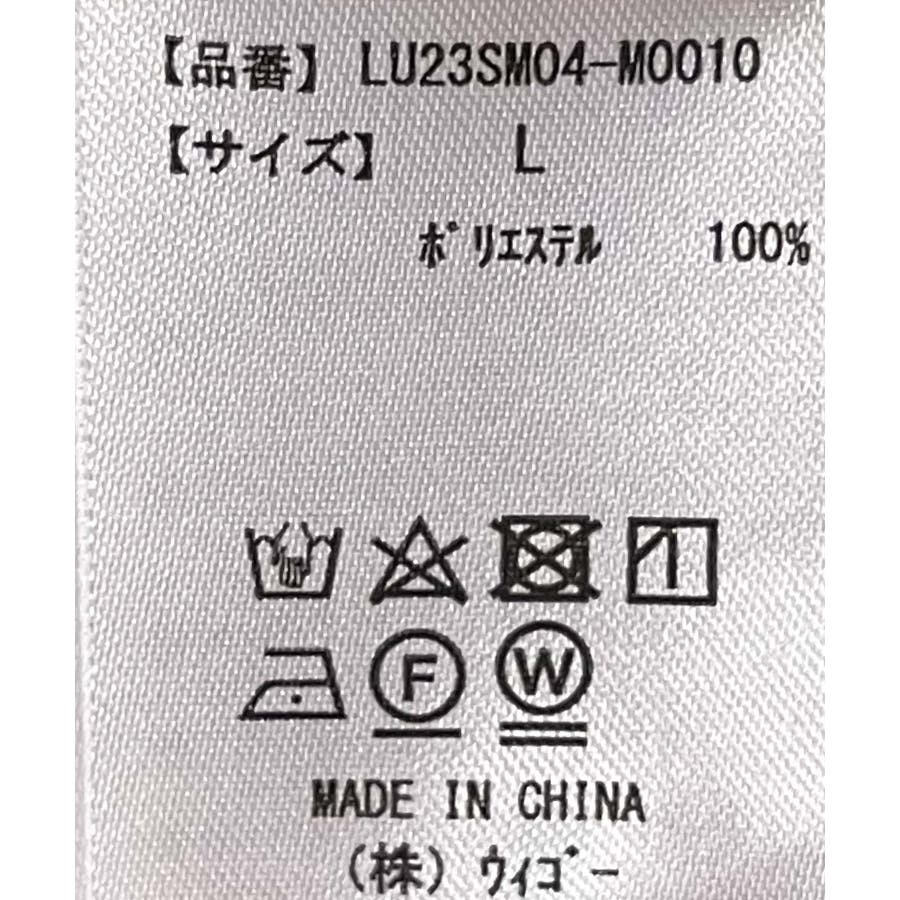 【品番】 LU23SM04-M0010
【サイズ】 L
ﾎﾟﾘｴｽﾃﾙ 100%
F W
MADE IN CHINA
(株) ｳｨｺﾞｰ